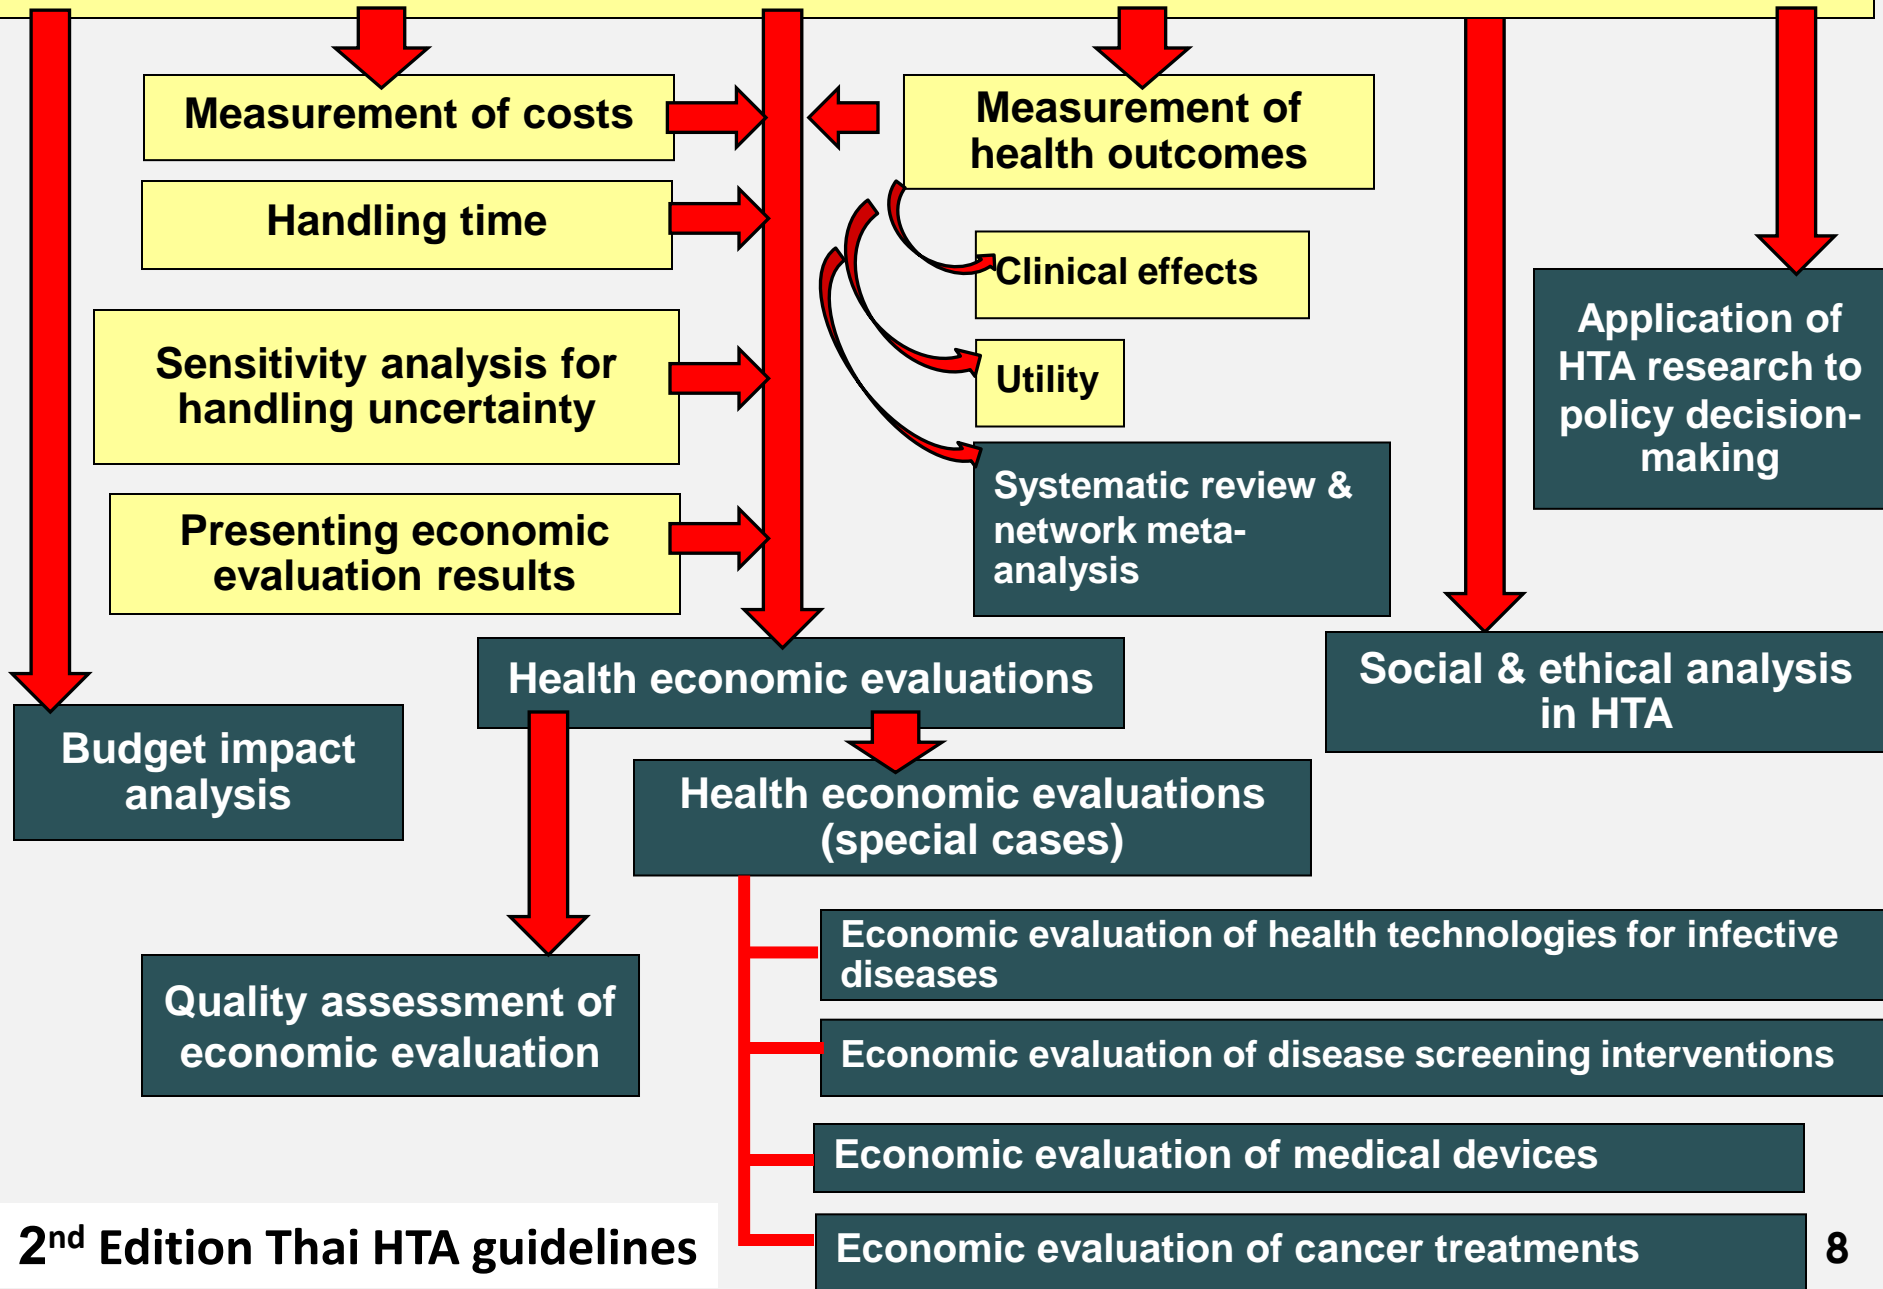 Measurement of costs
Measurement of
health outcomes
Handling time
Clinical effects
Sensitivity analysis for
handling uncertainty
Utility
Application of
HTA research to
policy decision-
making
Presenting economic
evaluation results
Systematic review &
network meta-
analysis
Health economic evaluations
Social & ethical analysis
in HTA
Budget impact
analysis
Health economic evaluations
(special cases)
Economic evaluation of health technologies for infective
diseases
Quality assessment of
economic evaluation
Economic evaluation of disease screening interventions
Economic evaluation of medical devices
Economic evaluation of cancer treatments
2nd Edition Thai HTA guidelines
8